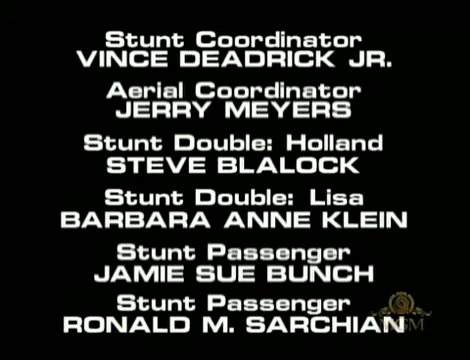 Stunt Coordinator
VINCE DEADRICK JR.
Aerial Coordinator
JERRY MEYERS
Stunt Double: Holland
STEVE BLALOCK
Stunt Double: Lisa
BARBARA ANNE KLEIN
Stunt Passenger
JAMIE SUE BUNCH
Stunt Passenger
RONALD M. SARCHIAN
MGM